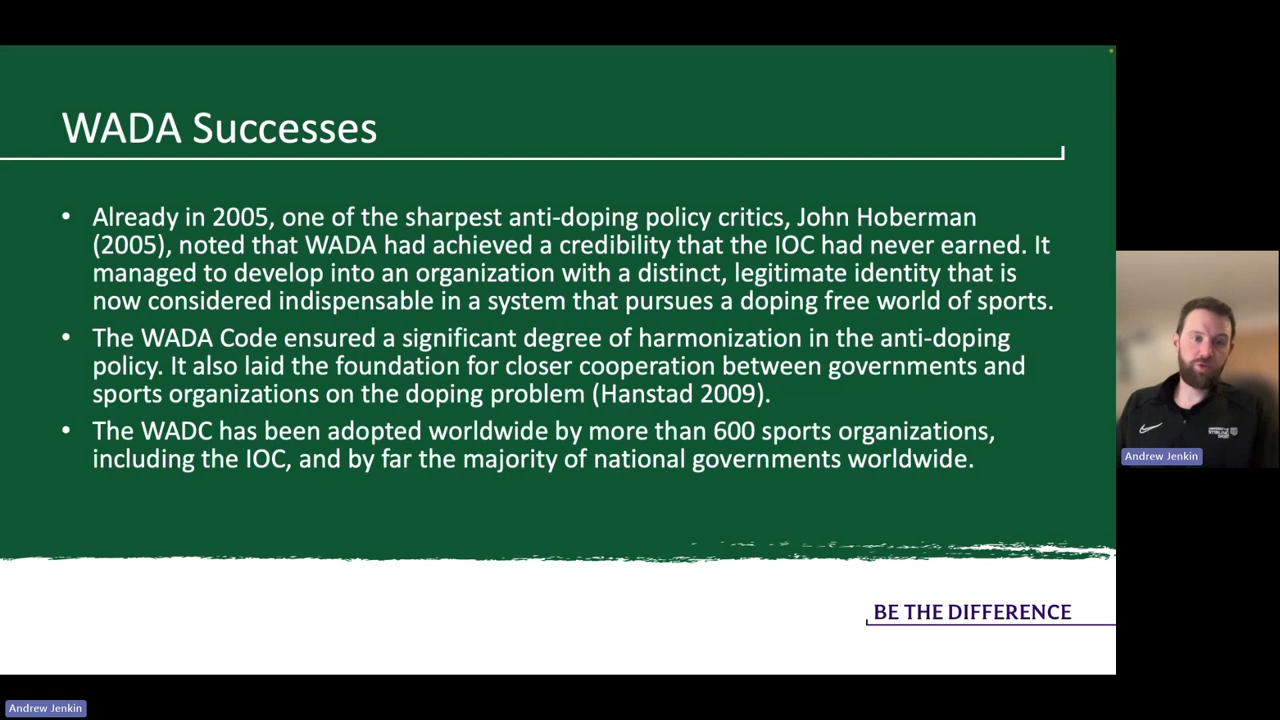 WADA Successes
• Already in 2005, one of the sharpest anti-doping policy critics, John Hoberman
(2005), noted that WADA had achieved a credibility that the IOC had never earned. It
managed to develop into an organization with a distinct, legitimate identity that is
now considered indispensable in a system that pursues a doping free world of sports.
• The WADA Code ensured a significant degree of harmonization in the anti-doping
policy. It also laid the foundation for closer cooperation between governments and
sports organizations on the doping problem (Hanstad 2009).
• The WADC has been adopted worldwide by more than 600 sports organizations,
including the IOC, and by far the majority of national governments worldwide.
BE THE DIFFERENCE
Andrew Jenkin
Andrew Jenkin